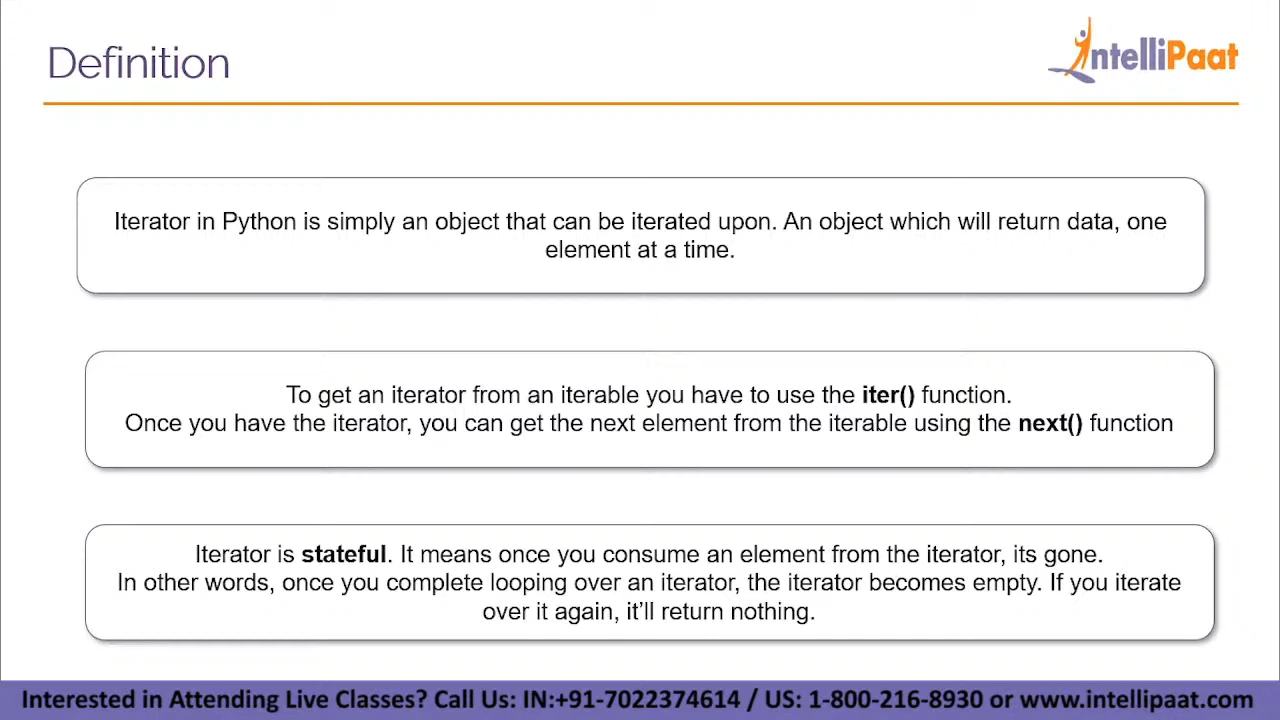 Definition
IntelliPaat
Iterator in Python is simply an object that can be iterated upon. An object which will return data, one
element at a time.
To get an iterator from an iterable you have to use the iter() function.
Once you have the iterator, you can get the next element from the iterable using the next() function
Iterator is stateful. It means once you consume an element from the iterator, its gone.
In other words, once you complete looping over an iterator, the iterator becomes empty. If you iterate
over it again, it’ll return nothing.
Interested in Attending Live Classes? Call Us: IN:+91-7022374614 / US: 1-800-216-8930 or www.intellipaat.com